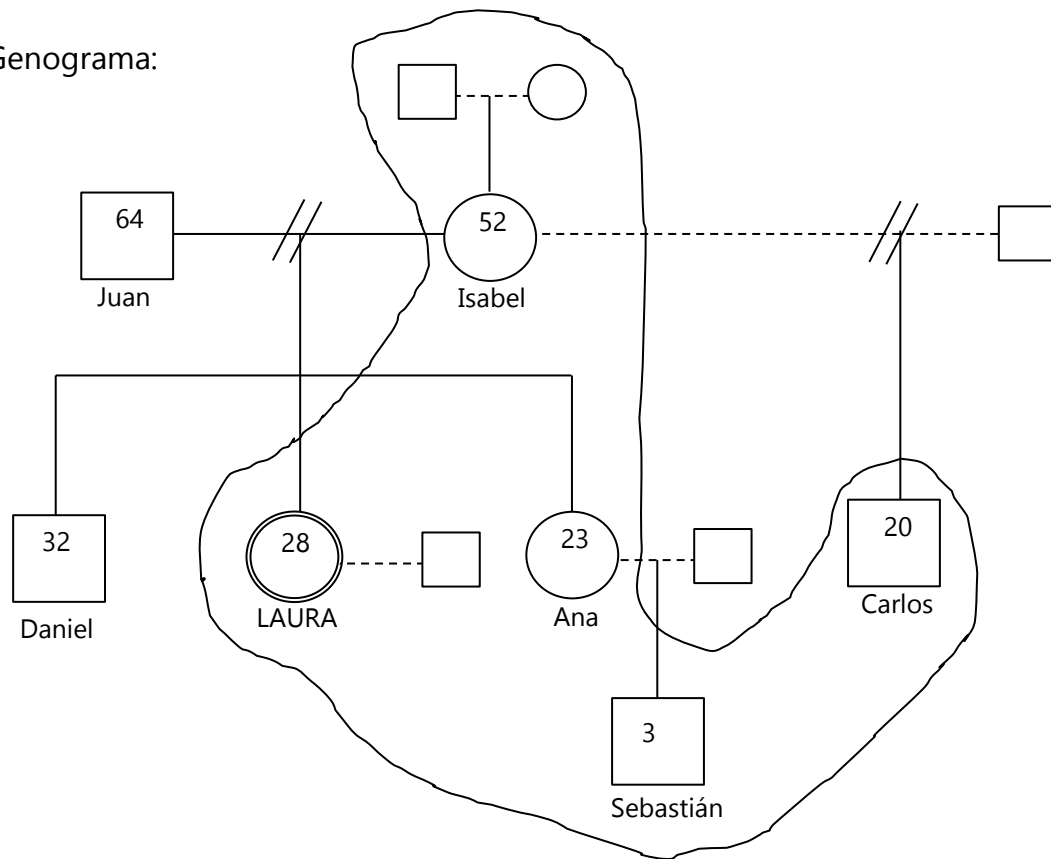 Genograma:
64
52
Juan
Isabel
32
28
23
20
Daniel
LAURA
Ana
Carlos
3
Sebastián